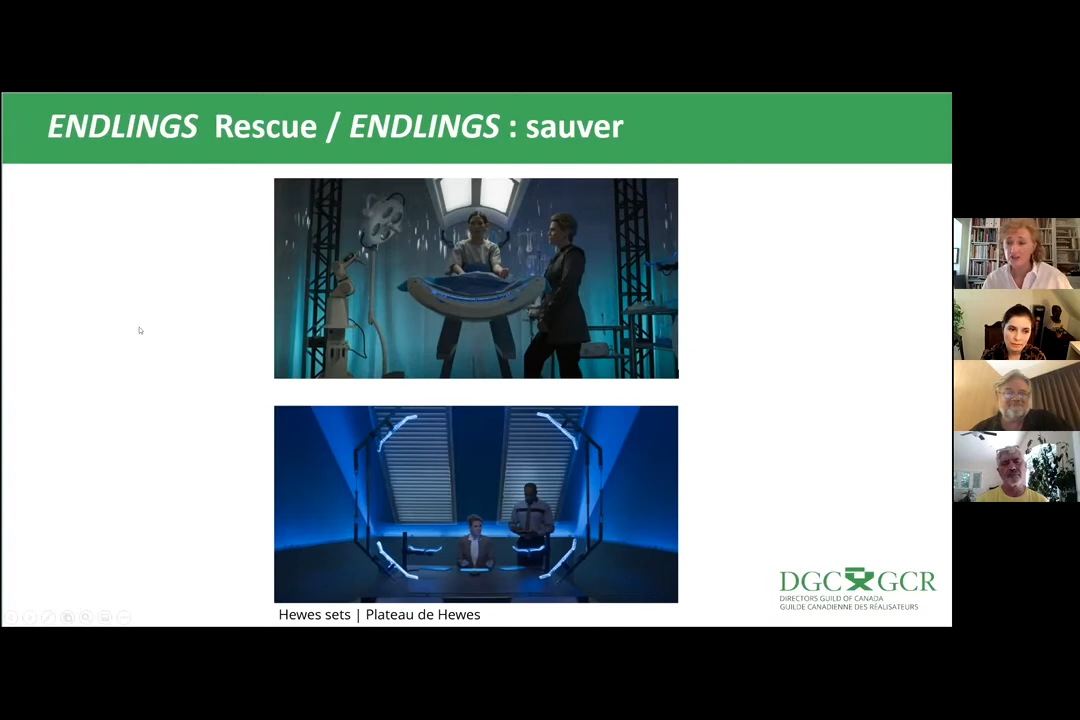 ENDLINGS Rescue / ENDLINGS : sauver
Hewes sets | Plateau de Hewes
DGC GCR
DIRECTORS GUILD OF CANADA
GUILDE CANADIENNE DES RÉALISATEURS